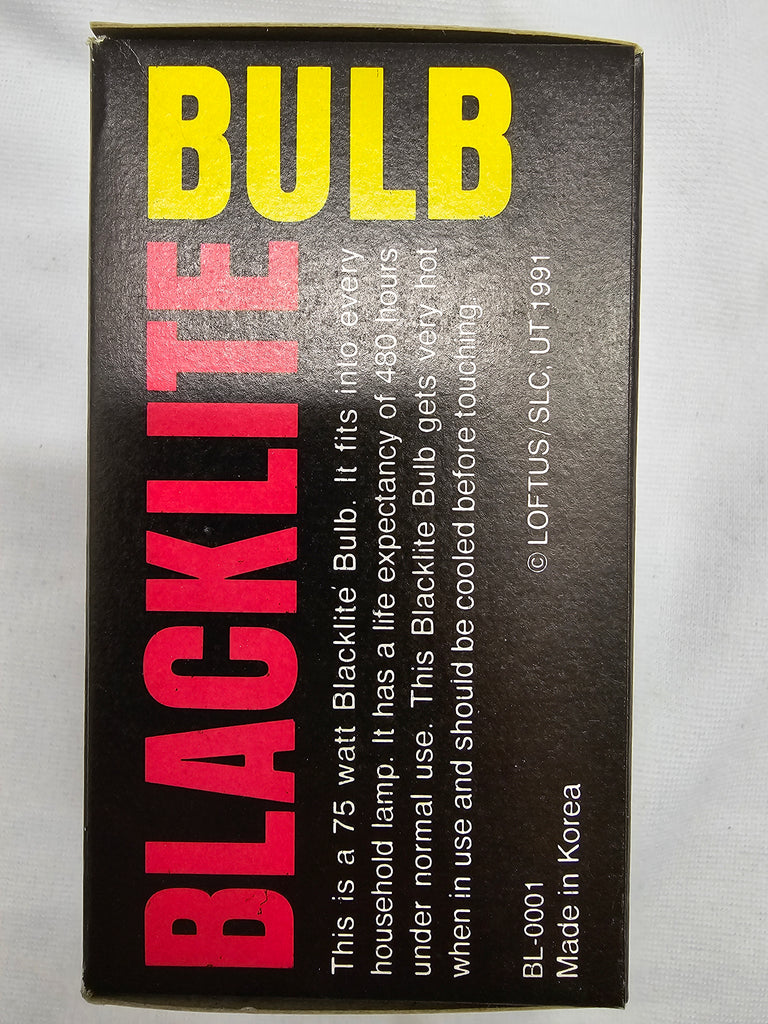 BLACKLITE BULB
This is a 75 watt Blacklite Bulb. It fits into every
household lamp. It has a life expectancy of 480 hours
under normal use. This Blacklite Bulb gets very hot
when in use and should be cooled before touching
BL-0001 © LOFTUS/SLC, UT 1991
Made in Korea